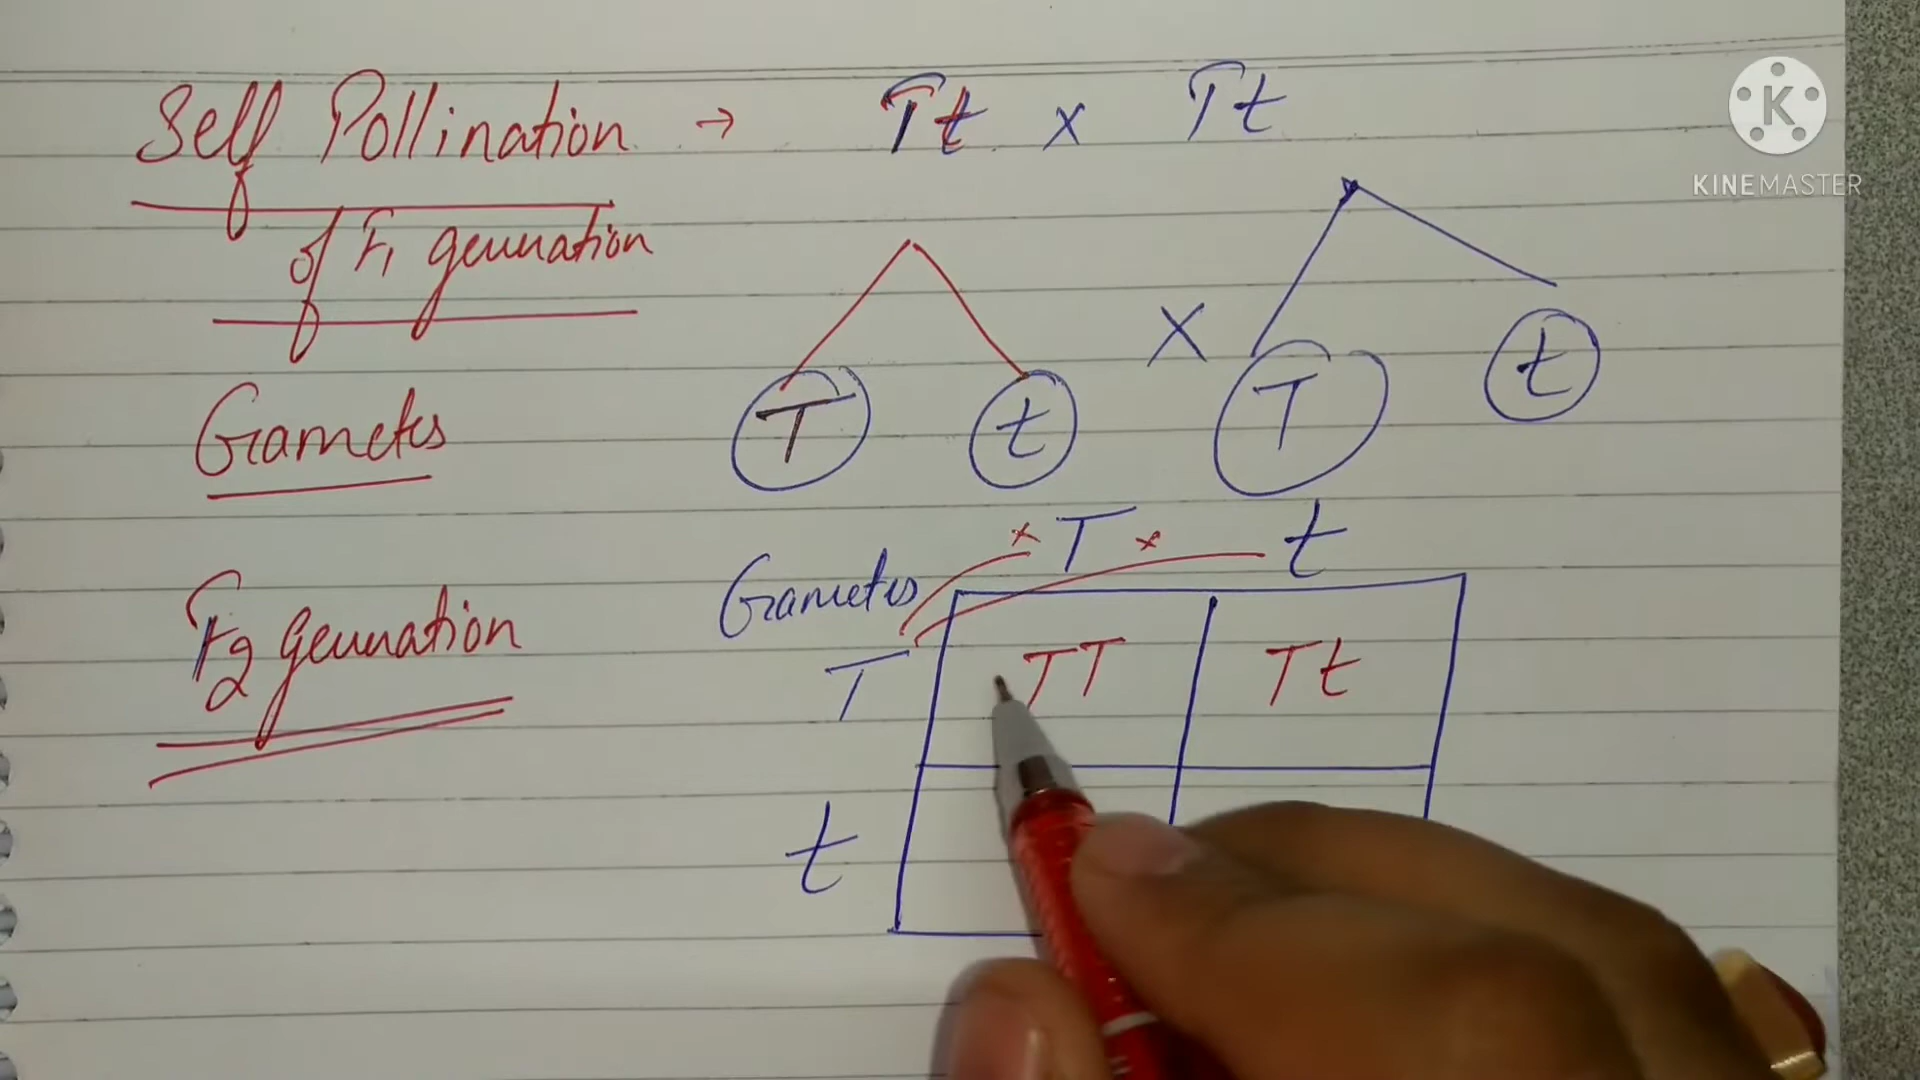 Self Pollination → Tt x Tt
of F1 generation
Gametes T t X T t
x T x t
Gametes
F2 generation
T TT Tt
t
K
KINEMASTER